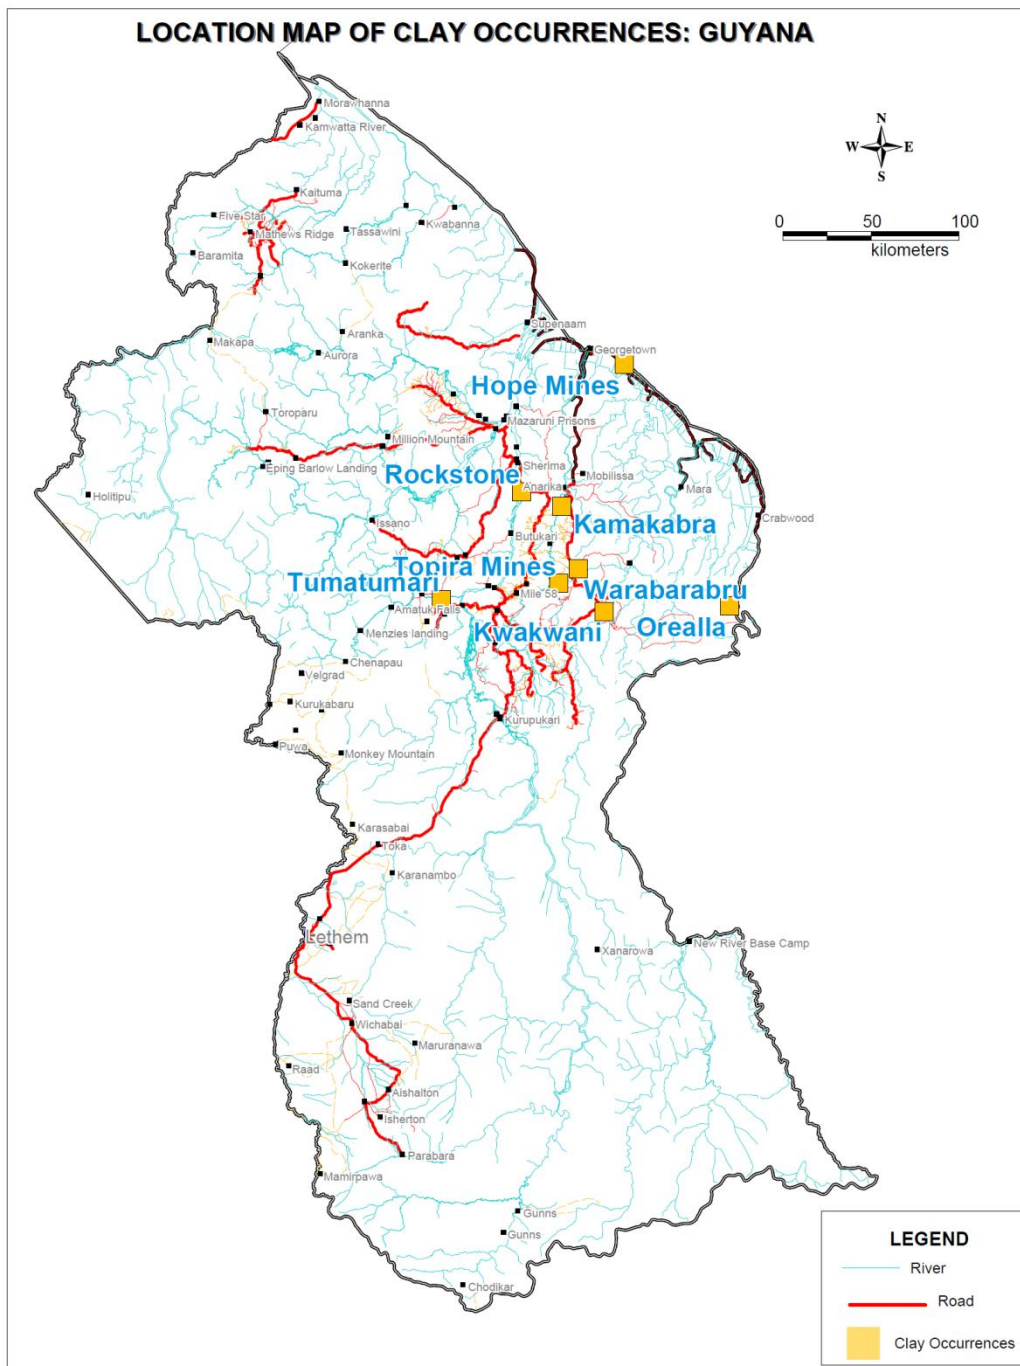 LOCATION MAP OF CLAY OCCURRENCES: GUYANA
Morawhanna
Kamwatta River
N
W
E
S
Kaituma
Five Star
Kwabanna
Tassawini
Mathews Ridge
0
50
100
kilometers
Baramita
Kokerite
Supenaam
Aranka
Makapa
Georgetown
Aurora
Hope Mines
Toroparu
Mazaruni Prisons
Million Mountain
Eping Barlow Landing
Sherima
Rockstone
Mobilissa
Anarika
Mara
Holitipu
Crabwood
Issano
Kamakabra
Butukari
Topira Mines
Tumatumari
Warabarabru
Mile 58
Amatuk Falls
Orealla
Kwakwani
Menzies landing
Chenapau
Velgrad
Kurukabaru
Kurupukari
Puwa
Monkey Mountain
Karasabai
Toka
Karanambo
Lethem
New River Base Camp
Xanarowa
Sand Creek
Wichabai
Maruranawa
Raad
Aishalton
Isherton
Parabara
Mamirpawa
Gunns
Gunns
Chodikar
LEGEND
River
Road
Clay Occurrences